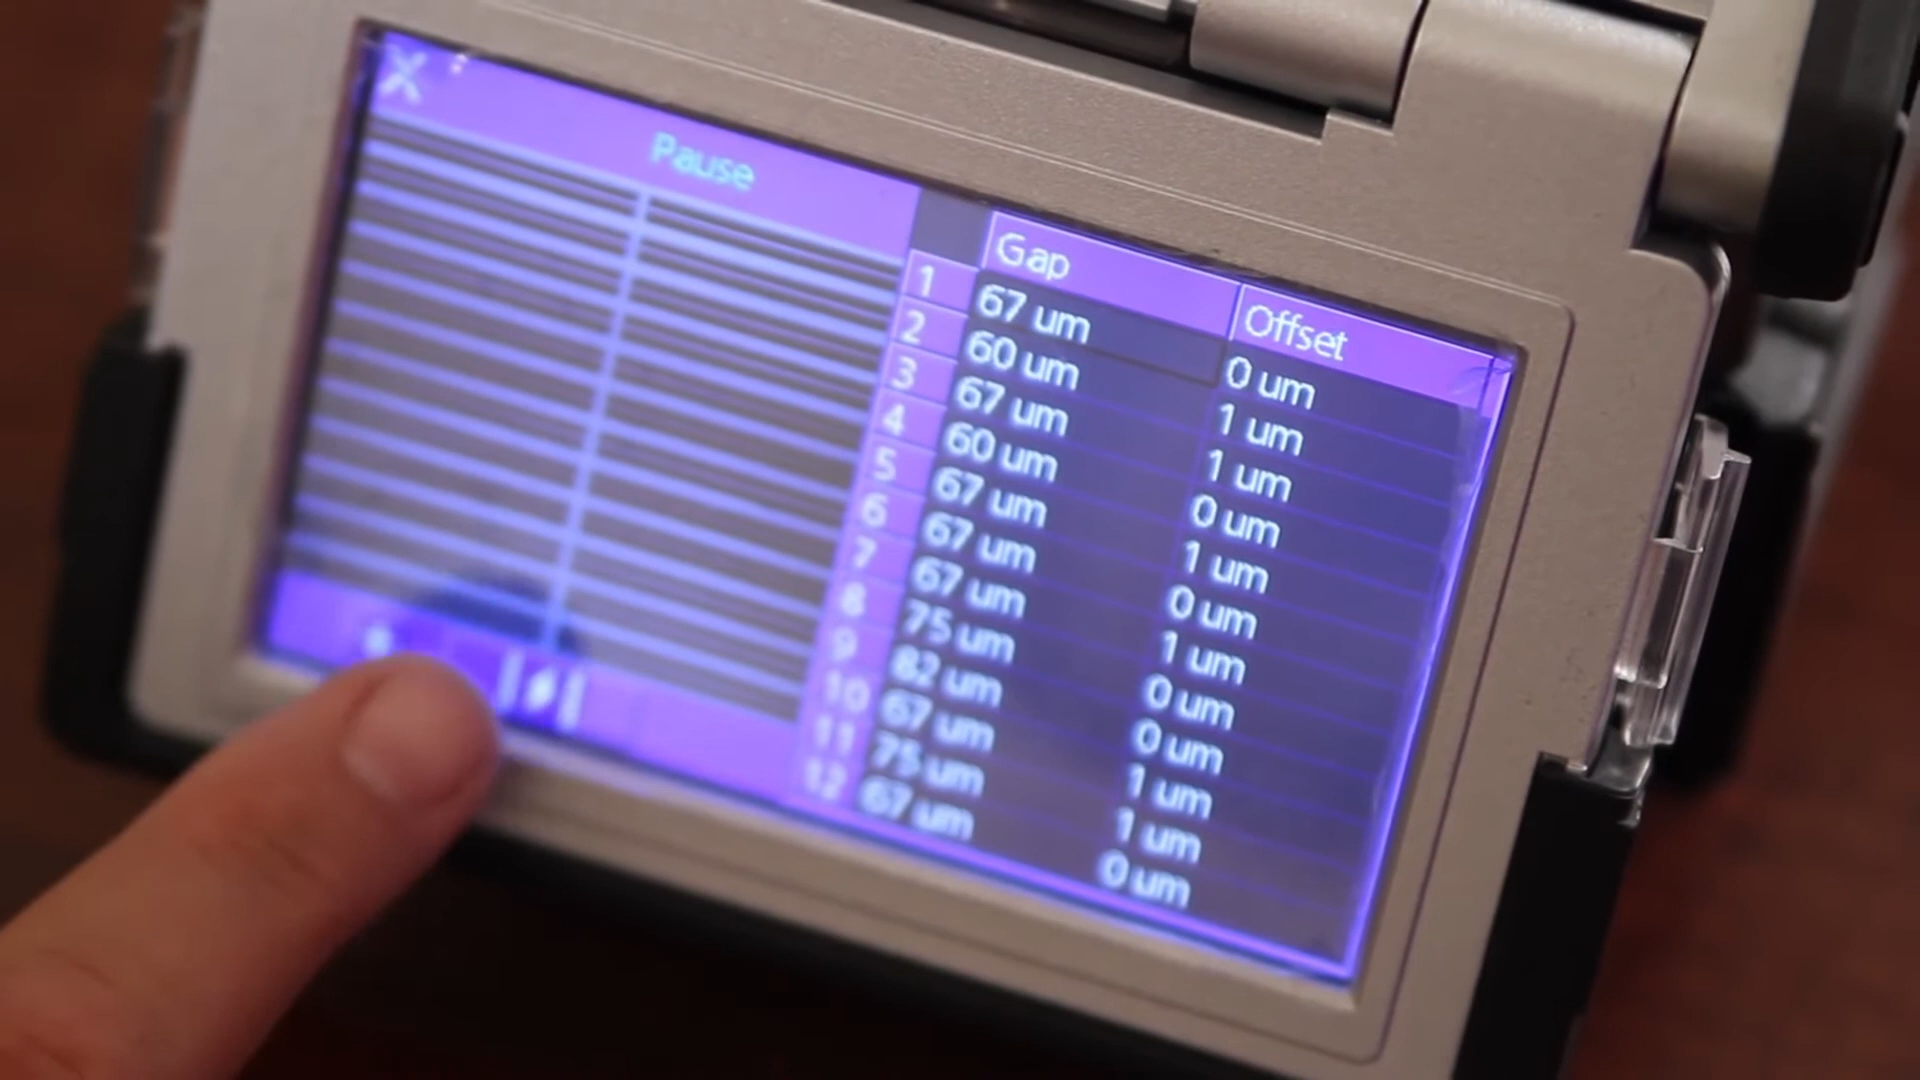 X
Pause
Gap Offset
1 67 um 0 um
2 60 um 1 um
3 67 um 1 um
4 60 um 0 um
5 67 um 1 um
6 67 um 0 um
7 67 um 1 um
8 75 um 0 um
9 82 um 0 um
10 67 um 1 um
11 75 um 1 um
12 67 um 0 um